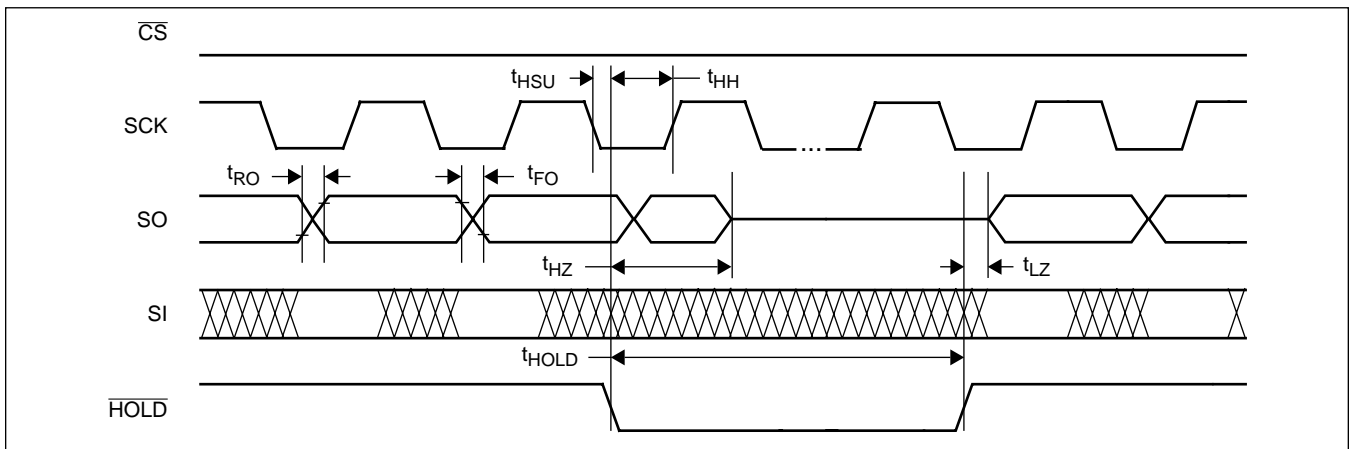 CS
tHSU
tHH
SCK
...
tRO
tFO
SO
tHZ
tLZ
SI
tHOLD
HOLD